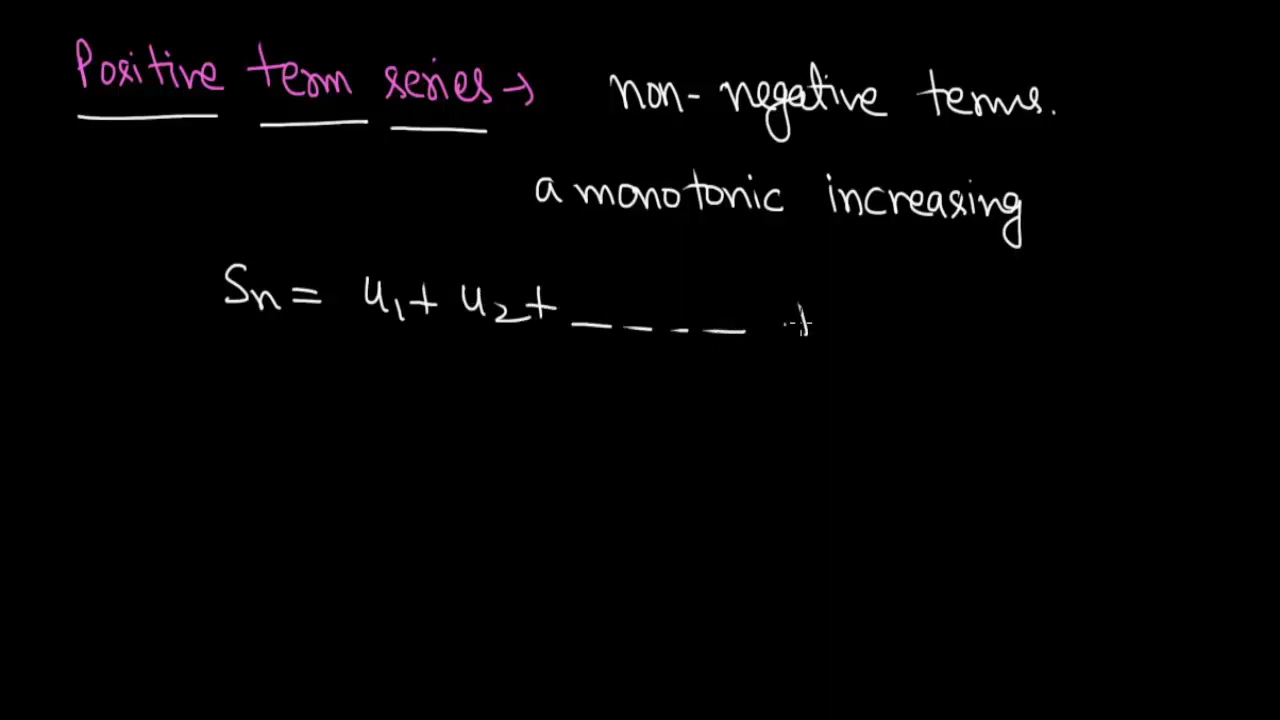 Positive term series → non-negative terms.
a monotonic increasing
Sn = u1 + u2 + _ _ _ _ +